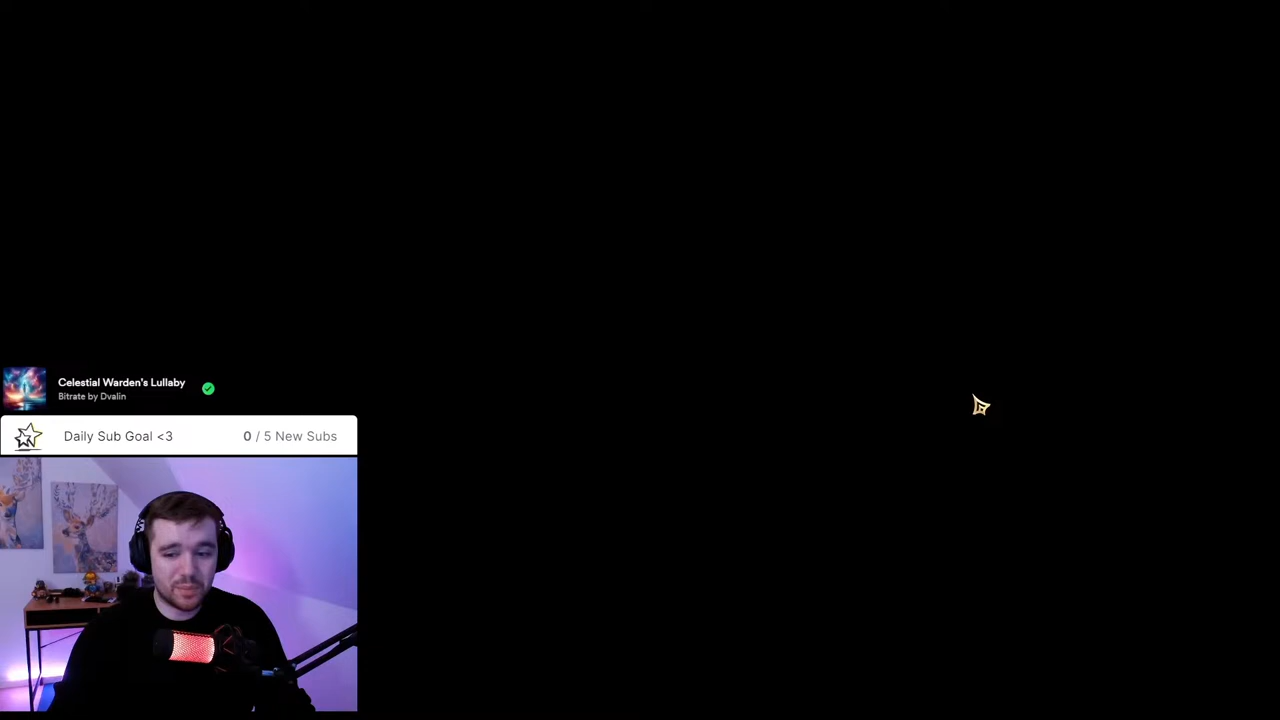 Celestial Warden's Lullaby
Bitrate by Dvalin
Daily Sub Goal <3 0 / 5 New Subs